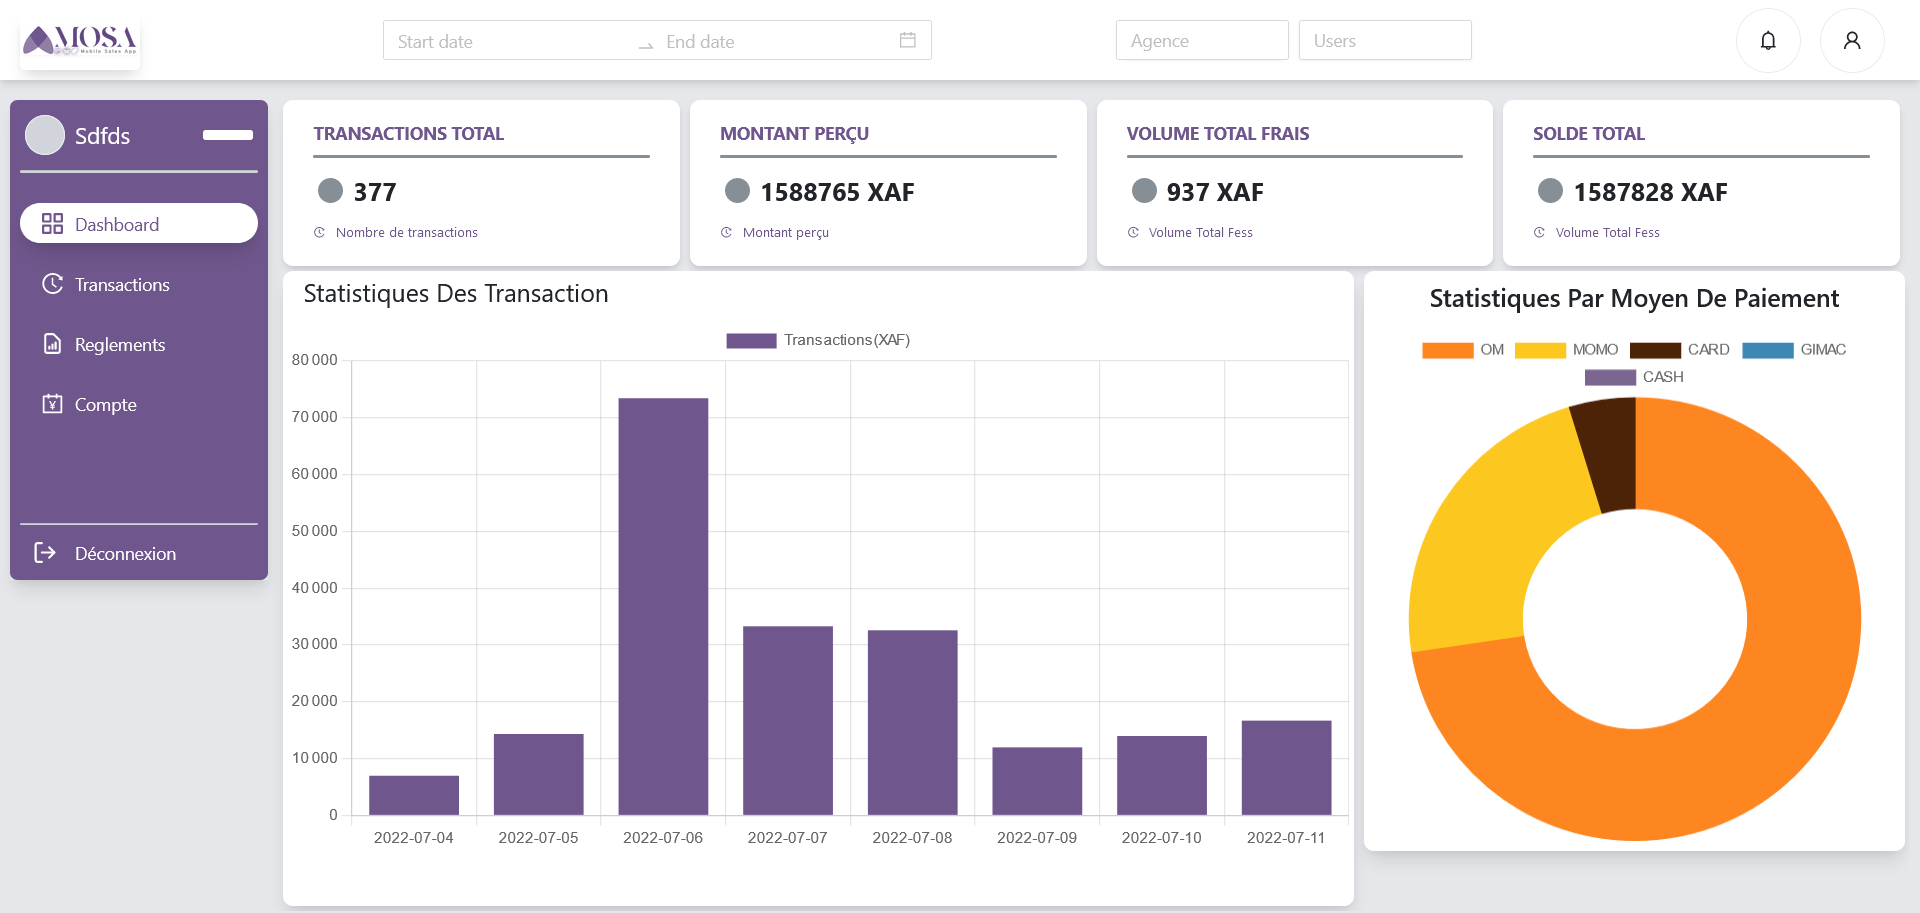 MOSA
Mobile Sales App
Start date
End date
Agence
Users
Sdfds
Dashboard
Transactions
Reglements
Compte
Déconnexion
TRANSACTIONS TOTAL
377
Nombre de transactions
MONTANT PERÇU
1588765 XAF
Montant perçu
VOLUME TOTAL FRAIS
937 XAF
Volume Total Fess
SOLDE TOTAL
1587828 XAF
Volume Total Fess
Statistiques Des Transaction
Transactions(XAF)
80 000
70 000
60 000
50 000
40 000
30 000
20 000
10 000
0
2022-07-04 2022-07-05 2022-07-06 2022-07-07 2022-07-08 2022-07-09 2022-07-10 2022-07-11
Statistiques Par Moyen De Paiement
OM MOMO CARD GIMAC
CASH